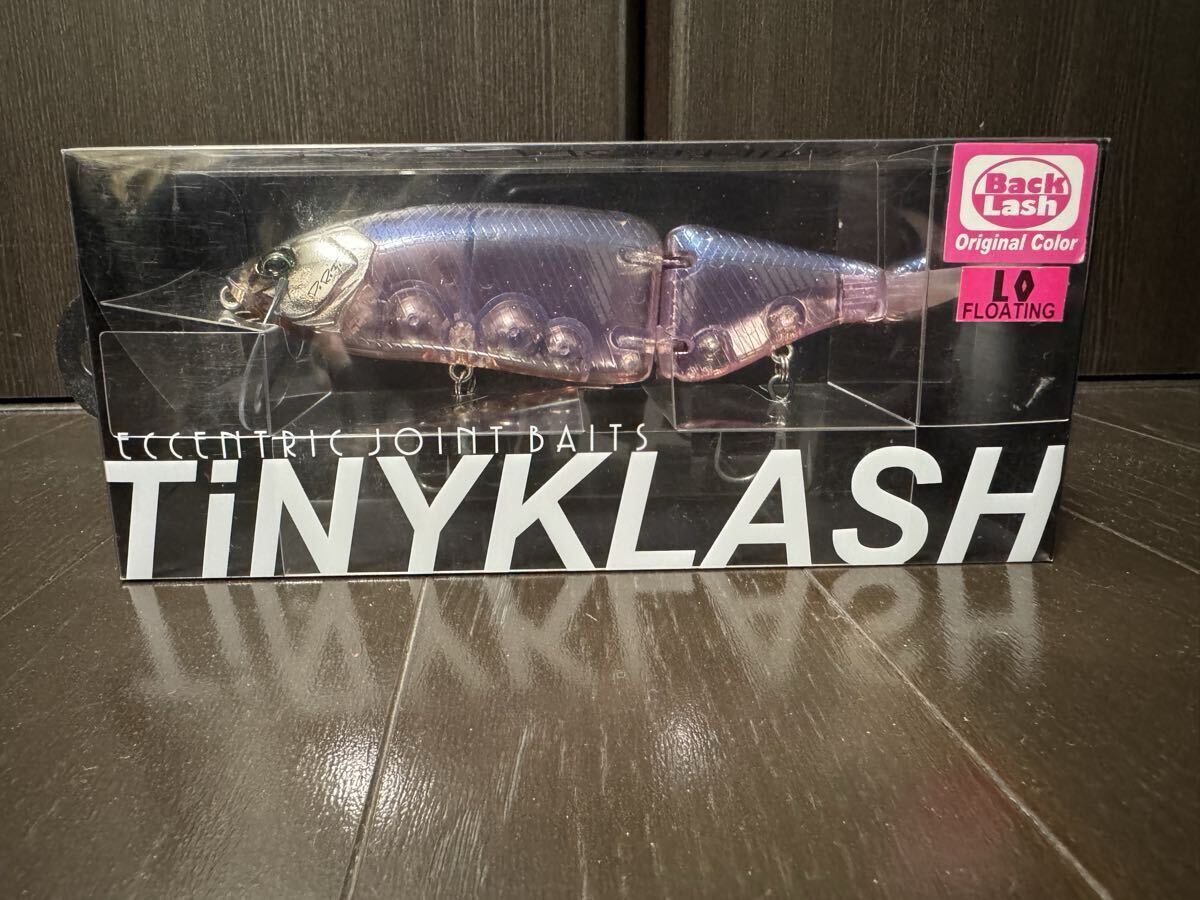 Back
Lash
Original Color
LO
FLOATING
ECCENTRIC JOINT BAITS
TiNYKLASH